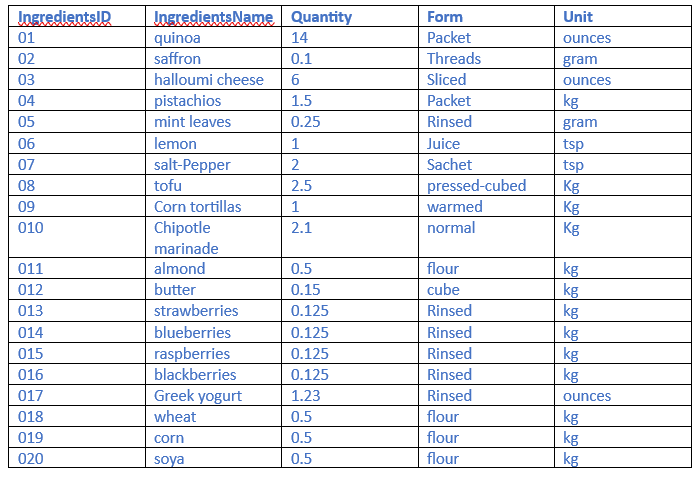 IngredientsID IngredientsName Quantity Form Unit
01 quinoa 14 Packet ounces
02 saffron 0.1 Threads gram
03 halloumi cheese 6 Sliced ounces
04 pistachios 1.5 Packet kg
05 mint leaves 0.25 Rinsed gram
06 lemon 1 Juice tsp
07 salt-Pepper 2 Sachet tsp
08 tofu 2.5 pressed-cubed Kg
09 Corn tortillas 1 warmed Kg
010 Chipotle 2.1 normal Kg
marinade
011 almond 0.5 flour kg
012 butter 0.15 cube kg
013 strawberries 0.125 Rinsed kg
014 blueberries 0.125 Rinsed kg
015 raspberries 0.125 Rinsed kg
016 blackberries 0.125 Rinsed kg
017 Greek yogurt 1.23 Rinsed ounces
018 wheat 0.5 flour kg
019 corn 0.5 flour kg
020 soya 0.5 flour kg